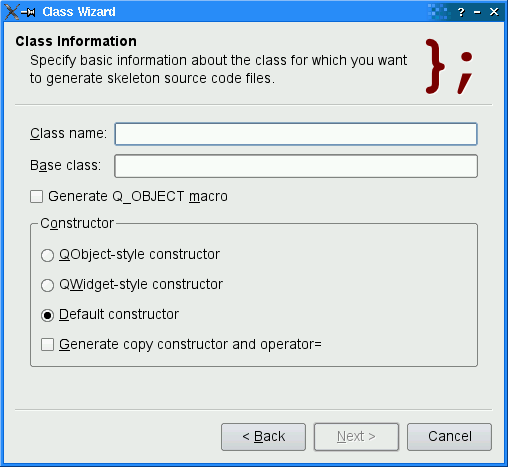 Class Wizard
Class Information
Specify basic information about the class for which you want
to generate skeleton source code files.
};
Class name:
Base class:
Generate Q_OBJECT macro
Constructor
QObject-style constructor
QWidget-style constructor
Default constructor
Generate copy constructor and operator=
< Back
Next >
Cancel